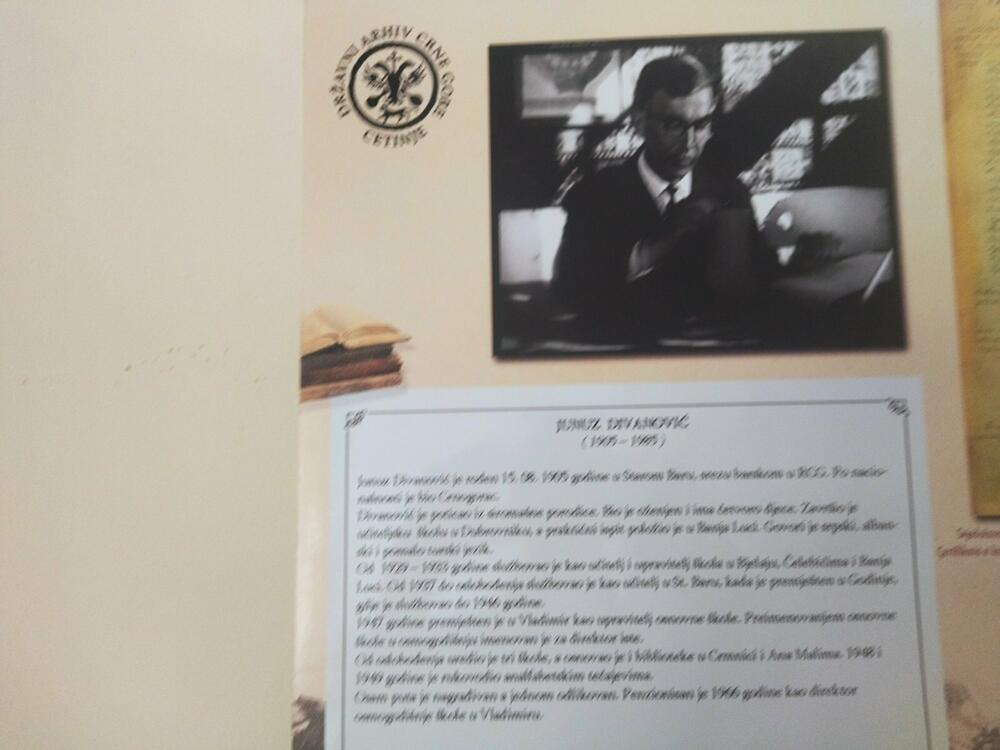 DRŽAVNI ARHIV CRNE GORE
CETINJE
JUNUZ DIVANOVIĆ
(1905 – 1985)
Junuz Divanović je rođen 15. 08. 1905 godine u Starom Baru, sreza barskom u RCG. Po nacio-
nalnosti je bio Crnogorac.
Divanović je poticao iz siromašne porodice. Bio je oženjen i ima četvoro djece. Završio je
učiteljsku školu u Dubrovniku, a praktični ispit položio je u Banja Luci. Govori je srpski, alban-
ski i pomalo turski jezik.
Od 1929 – 1935 godine službovao je kao učitelj i upravitelj škola u i Banja
Luci. Od 1937 do oslobođenja službovao je kao učitelj u St. Baru, kada je premješten u Godinje,
gdje je službovao do 1946 godine.
1947 godine premješten je u Vladimir kao upravitelj osnovne škole. Preimenovanjem osnovne
škole u osmogodišnju imenovan je za direktor iste.
Od oslobođenja uredio je tri škole, a osnovao je i biblioteke u Crmnici i Ana Malima. 1948 i
1949 godine je rukovodio analfabetskim tečajevima.
Osam puta je nagrađivan a jednom odlikovan. Penzionisan je 1966 godine kao direktor
osmogodišnje škole u Vladimiru.